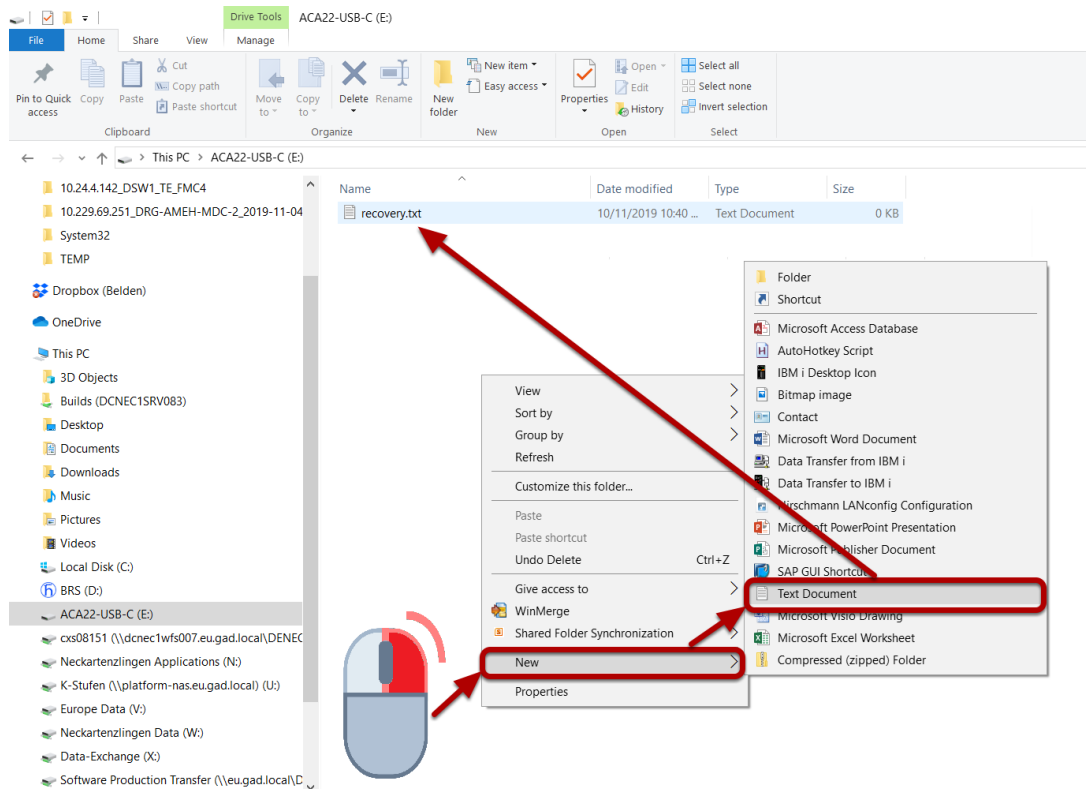 Drive Tools
ACA22-USB-C (E:)
File
Home
Share
View
Manage
Pin to Quick access
Copy
Paste
Cut
Copy path
Paste shortcut
Clipboard
Move to
Copy to
Delete
Rename
Organize
New folder
New item
Easy access
New
Properties
Open
Edit
History
Open
Select all
Select none
Invert selection
Select
This PC > ACA22-USB-C (E:)
10.24.4.142_DSW1_TE_FMC4
10.229.69.251_DRG-AMEH-MDC-2_2019-11-04
System32
TEMP
Dropbox (Belden)
OneDrive
This PC
3D Objects
Builds (DCNEC1SRV083)
Desktop
Documents
Downloads
Music
Pictures
Videos
Local Disk (C:)
BRS (D:)
ACA22-USB-C (E:)
cxs08151 (\\dcnec1wfs007.eu.gad.local\DENEC
Neckartenzlingen Applications (N:)
K-Stufen (\\platform-nas.eu.gad.local) (U:)
Europe Data (V:)
Neckartenzlingen Data (W:)
Data-Exchange (X:)
Software Production Transfer (\\eu.gad.local\D
Name Date modified Type Size
recovery.txt 10/11/2019 10:40 ... Text Document 0 KB
View
Sort by
Group by
Refresh
Customize this folder...
Paste
Paste shortcut
Undo Delete Ctrl+Z
Give access to
WinMerge
Shared Folder Synchronization
New
Properties
Folder
Shortcut
Microsoft Access Database
AutoHotkey Script
IBM i Desktop Icon
Bitmap image
Contact
Microsoft Word Document
Data Transfer from IBM i
Data Transfer to IBM i
Hirschmann LANconfig Configuration
Microsoft PowerPoint Presentation
Microsoft Publisher Document
SAP GUI Shortcut
Text Document
Microsoft Visio Drawing
Microsoft Excel Worksheet
Compressed (zipped) Folder